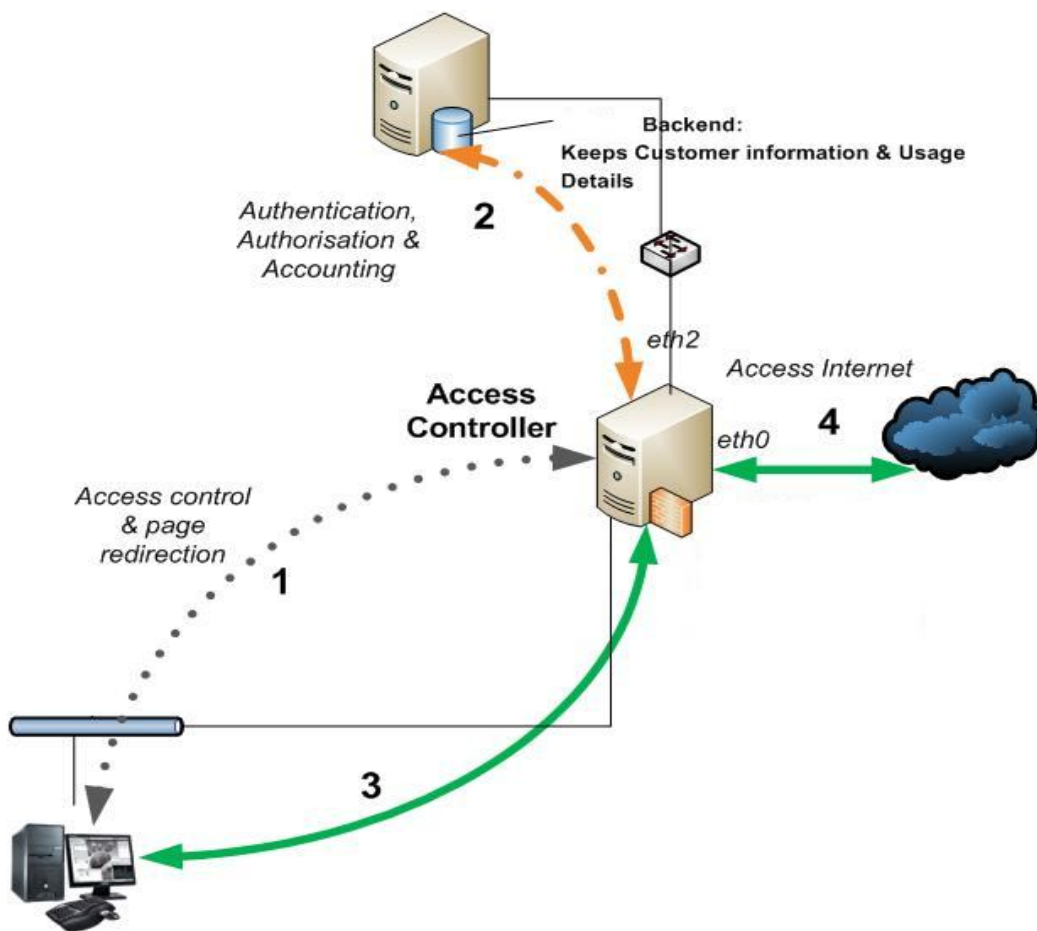 Backend:
Keeps Customer information & Usage
Details
Authentication,
Authorisation &
Accounting
2
eth2
Access Internet
Access
Controller
eth0
4
Access control
& page
redirection
1
3